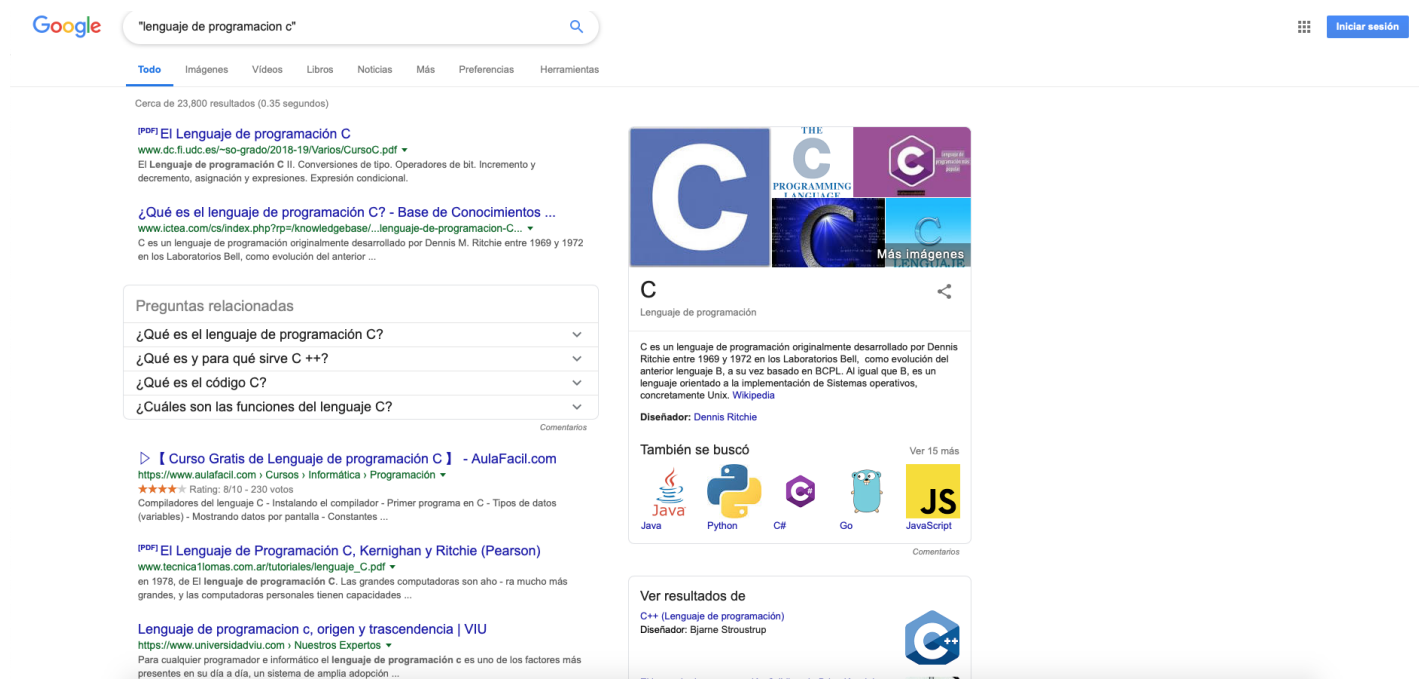 Google
"lenguaje de programacion c"
Iniciar sesión
Todo Imágenes Vídeos Libros Noticias Más Preferencias Herramientas
Cerca de 23,800 resultados (0.35 segundos)
[PDF] El Lenguaje de programación C
www.dc.fi.udc.es/~so-grado/2018-19/Varios/CursoC.pdf
El Lenguaje de programación C II. Conversiones de tipo. Operadores de bit. Incremento y
decremento, asignación y expresiones. Expresión condicional.
¿Qué es el lenguaje de programación C? - Base de Conocimientos ...
www.ictea.com/cs/index.php?rp=/knowledgebase/...lenguaje-de-programacion-C...
C es un lenguaje de programación originalmente desarrollado por Dennis M. Ritchie entre 1969 y 1972
en los Laboratorios Bell, como evolución del anterior ...
Preguntas relacionadas
¿Qué es el lenguaje de programación C?
¿Qué es y para qué sirve C ++?
¿Qué es el código C?
¿Cuáles son las funciones del lenguaje C?
Comentarios
▷ 【 Curso Gratis de Lenguaje de programación C 】 - AulaFacil.com
https://www.aulafacil.com › Cursos › Informática › Programación
★★★★★ Rating: 8/10 - 230 votos
Compiladores del lenguaje C - Instalando el compilador - Primer programa en C - Tipos de datos
(variables) - Mostrando datos por pantalla - Constantes ...
[PDF] El Lenguaje de Programación C, Kernighan y Ritchie (Pearson)
www.tecnica1lomas.com.ar/tutoriales/lenguaje_C.pdf
en 1978, de El lenguaje de programación C. Las grandes computadoras son aho - ra mucho más
grandes, y las computadoras personales tienen capacidades ...
Lenguaje de programacion c, origen y trascendencia | VIU
https://www.universidadviu.com › Nuestros Expertos
Para cualquier programador e informático el lenguaje de programación c es uno de los factores más
presentes en su día a día, un sistema de amplia adopción ...
C
THE
C
PROGRAMMING
LANGUAGE
C
C
C
LENGUAJE
Más imágenes
C
Lenguaje de programación
C es un lenguaje de programación originalmente desarrollado por Dennis
Ritchie entre 1969 y 1972 en los Laboratorios Bell, como evolución del
anterior lenguaje B, a su vez basado en BCPL. Al igual que B, es un
lenguaje orientado a la implementación de Sistemas operativos,
concretamente Unix. Wikipedia
Diseñador: Dennis Ritchie
También se buscó
Ver 15 más
Java
C#
JS
Java Python C# Go JavaScript
Comentarios
Ver resultados de
C++ (Lenguaje de programación)
Diseñador: Bjarne Stroustrup
C++